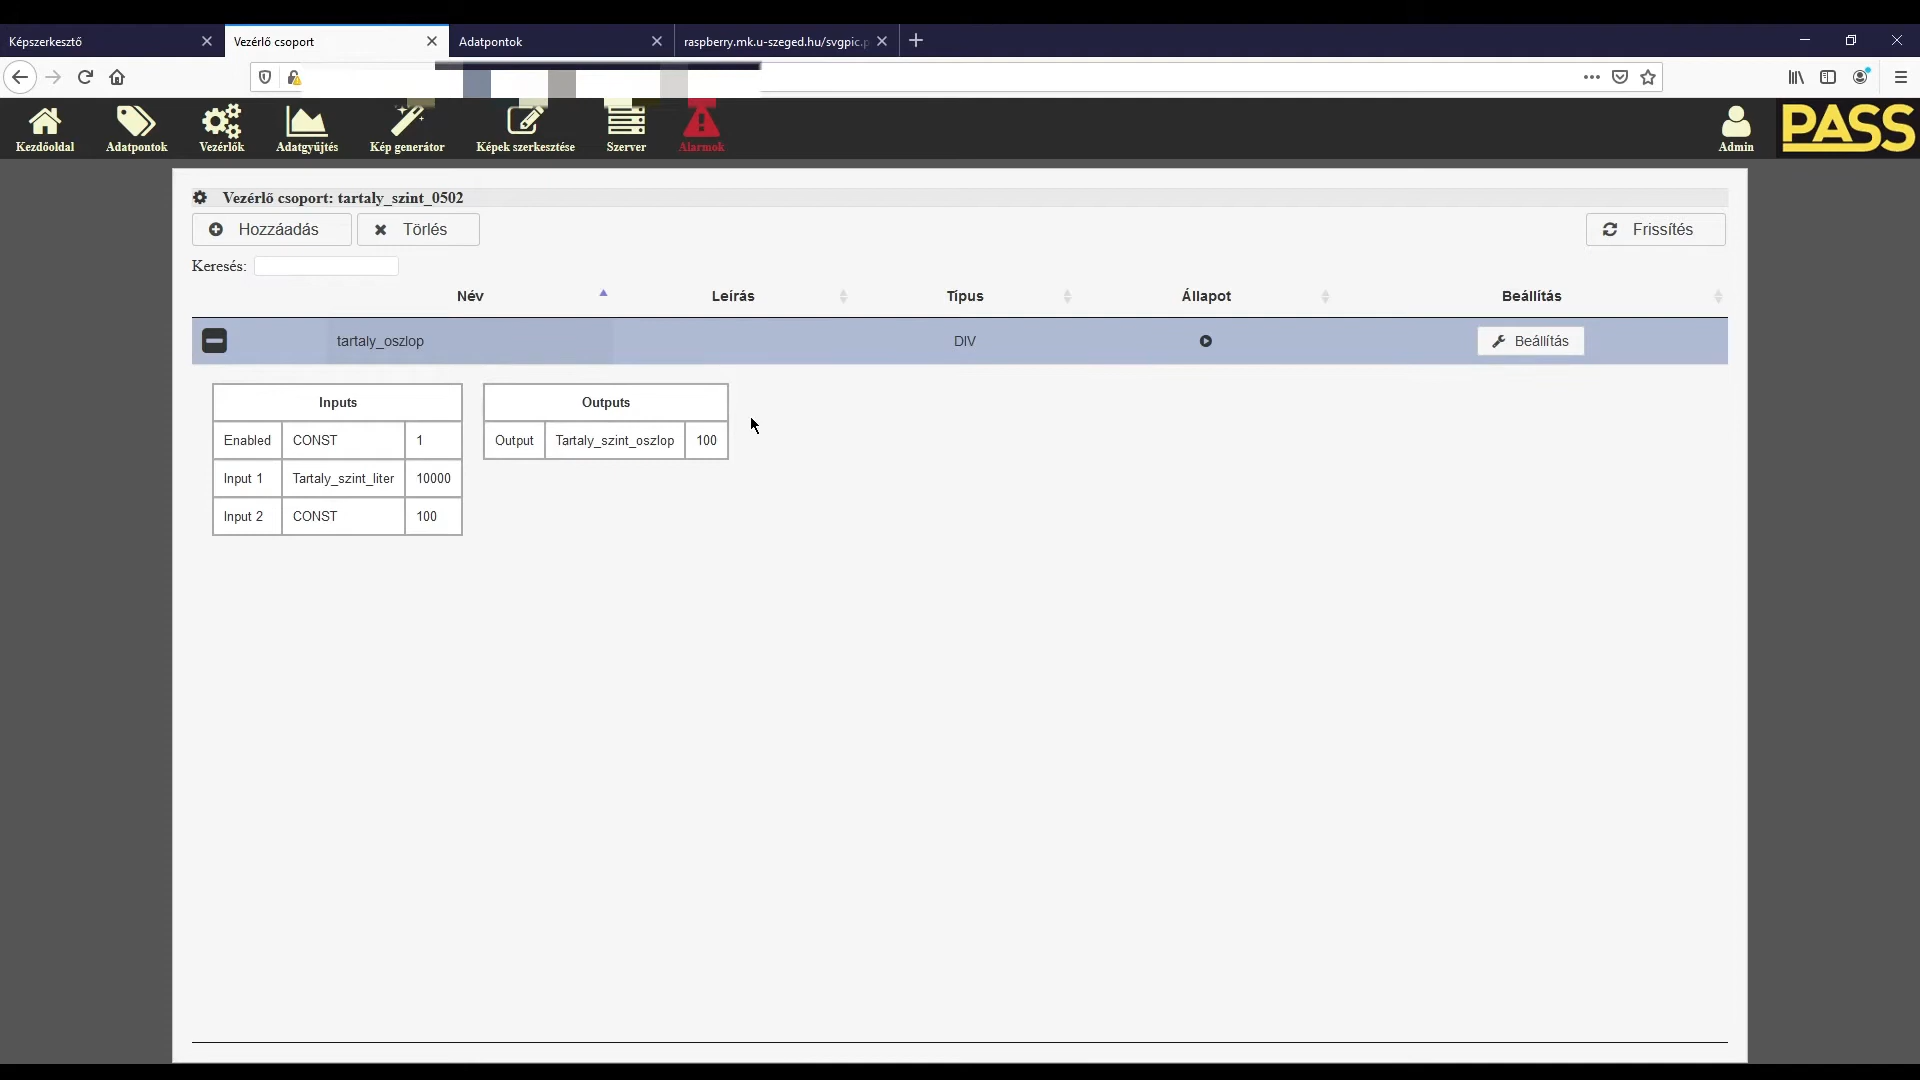 Képszerkesztő
Vezérlő csoport
Adatpontok
raspberry.mk.u-szeged.hu/svgpic.p
Kezdőoldal
Adatpontok
Vezérlők
Adatgyűjtés
Kép generátor
Képek szerkesztése
Szerver
Alarmok
Admin
PASS
Vezérlő csoport: tartaly_szint_0502
Hozzáadás
Törlés
Frissítés
Keresés:
Név
Leírás
Típus
Állapot
Beállítás
tartaly_oszlop
DIV
Beállítás
Inputs
Enabled CONST 1
Input 1 Tartaly_szint_liter 10000
Input 2 CONST 100
Outputs
Output Tartaly_szint_oszlop 100